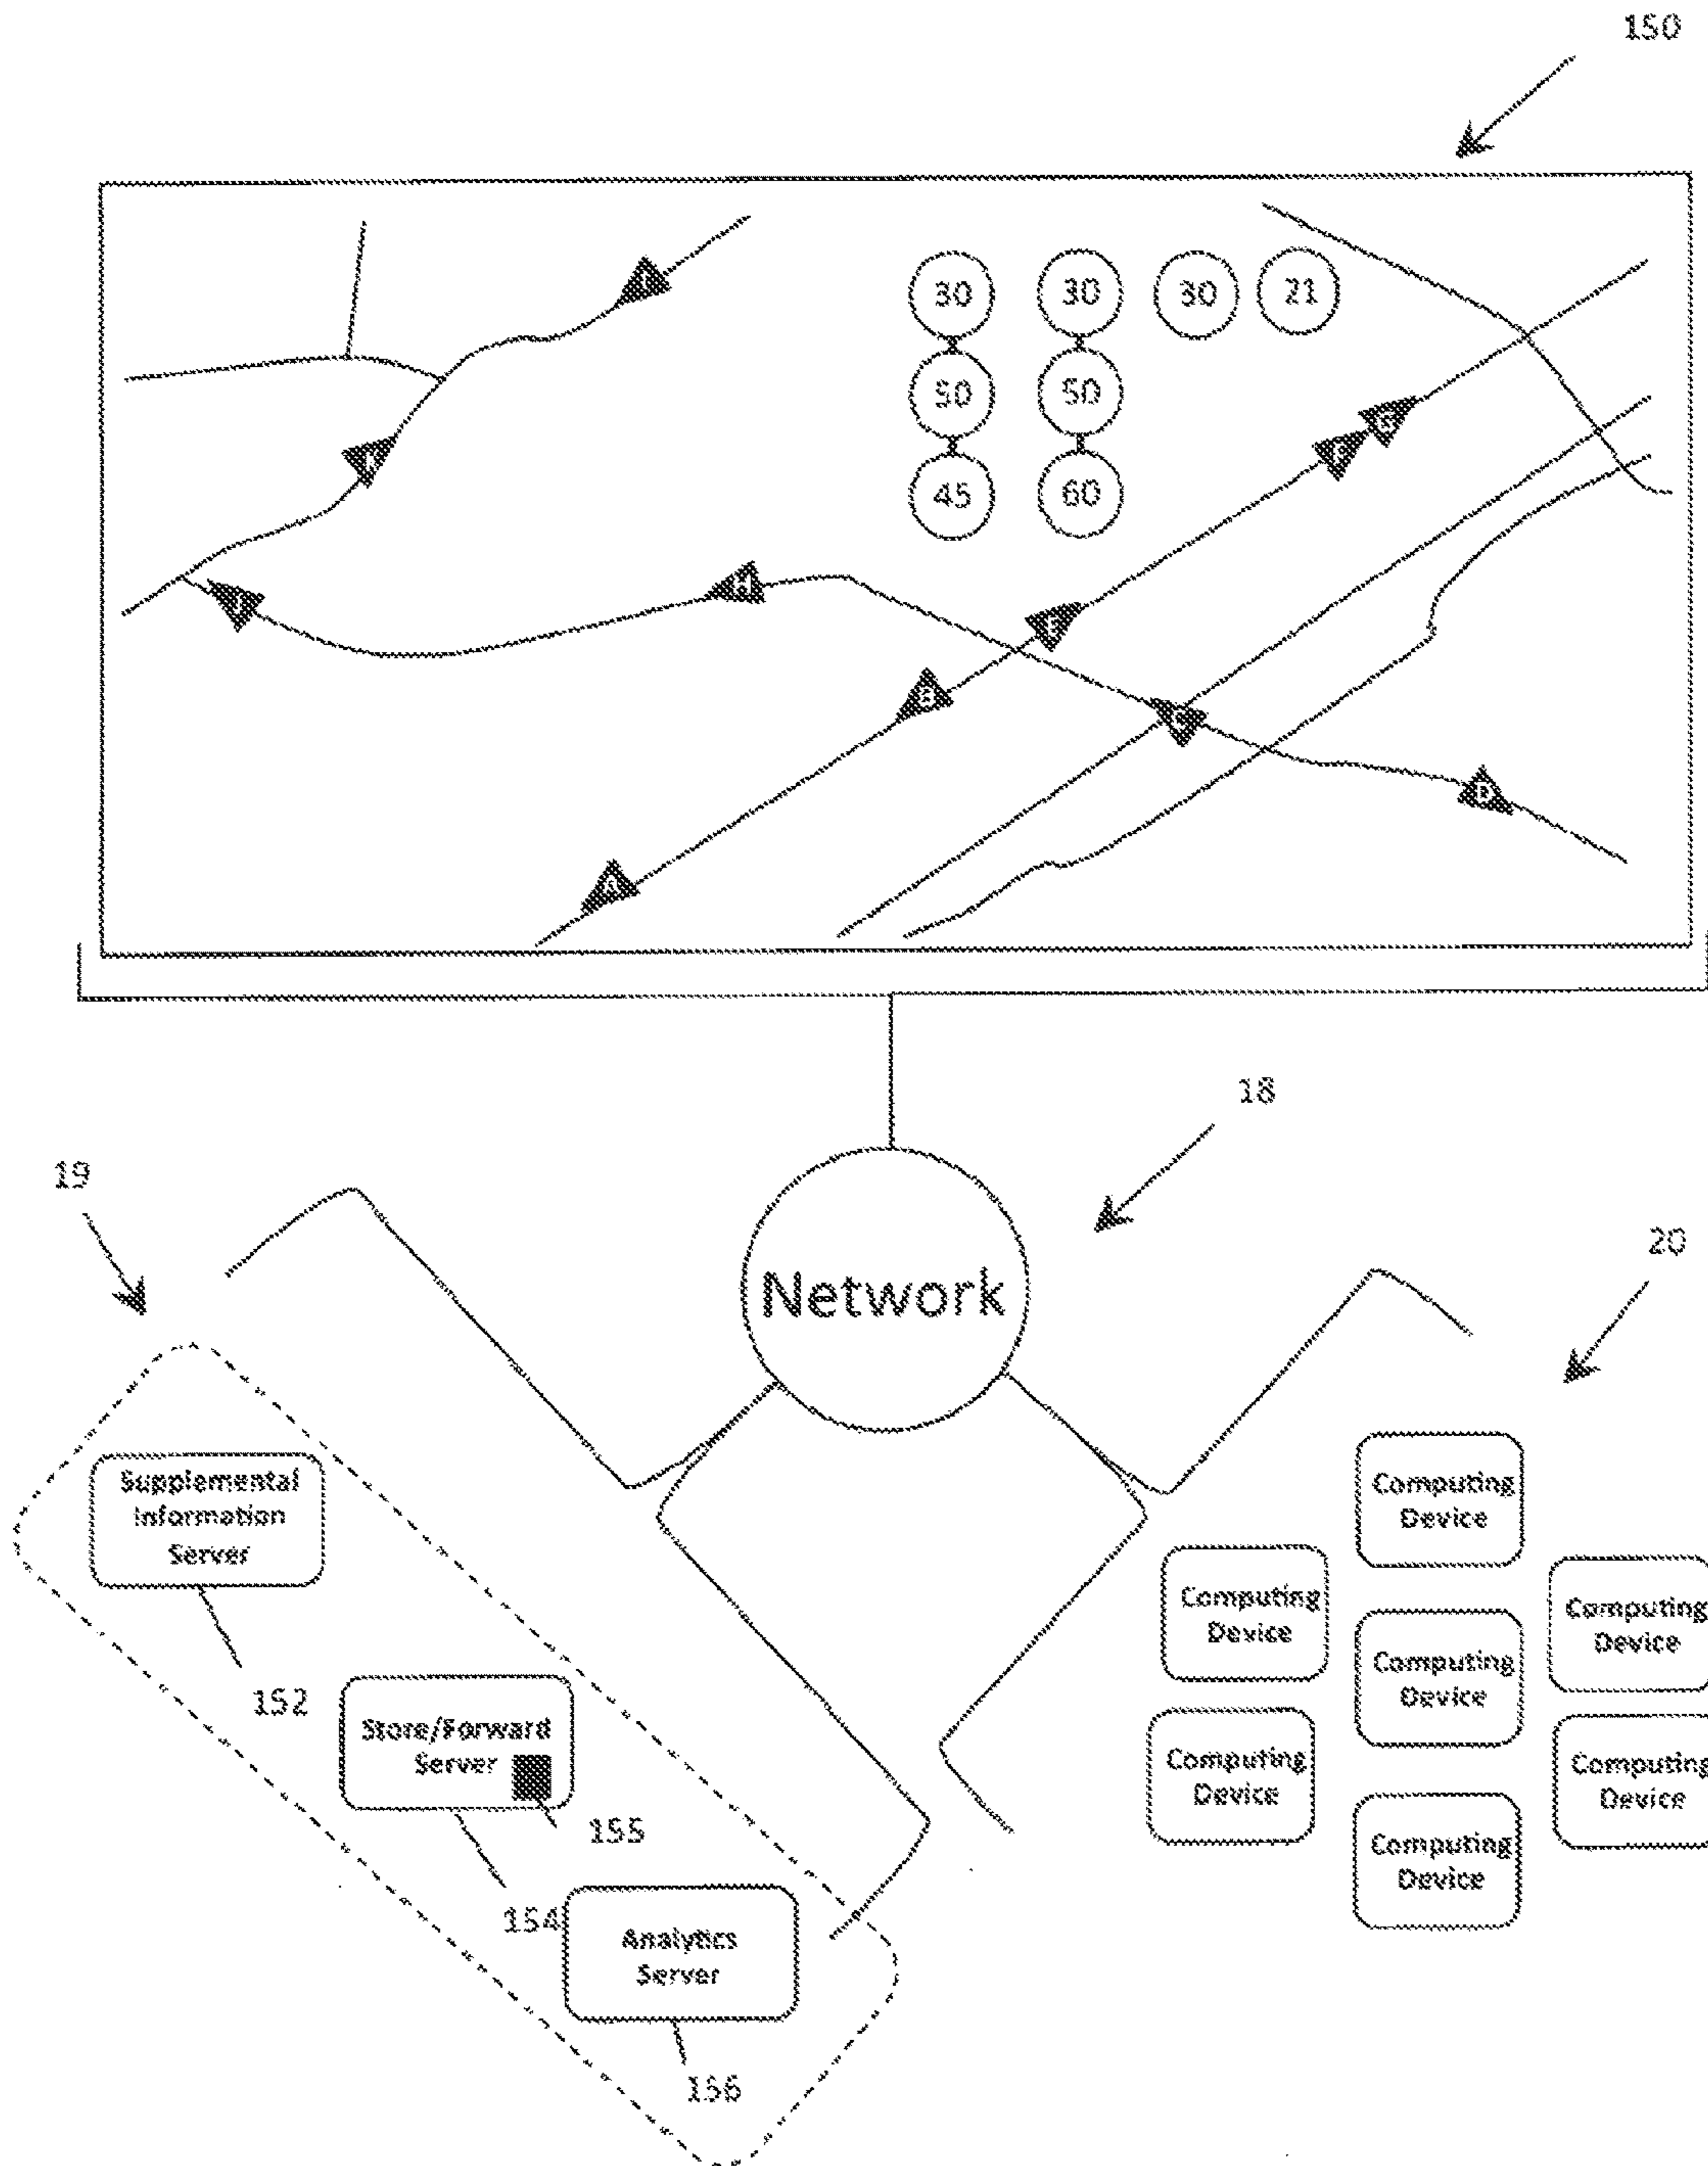 150
30 30 30 21
50 50
45 60
G
F
H
E
B
C
D
A
18
19
20
Network
Supplemental
Information
Server
152
Store/Forward
Server
155
154
Analytics
Server
156
Computing
Device
Computing
Device
Computing
Device
Computing
Device
Computing
Device
Computing
Device
Computing
Device